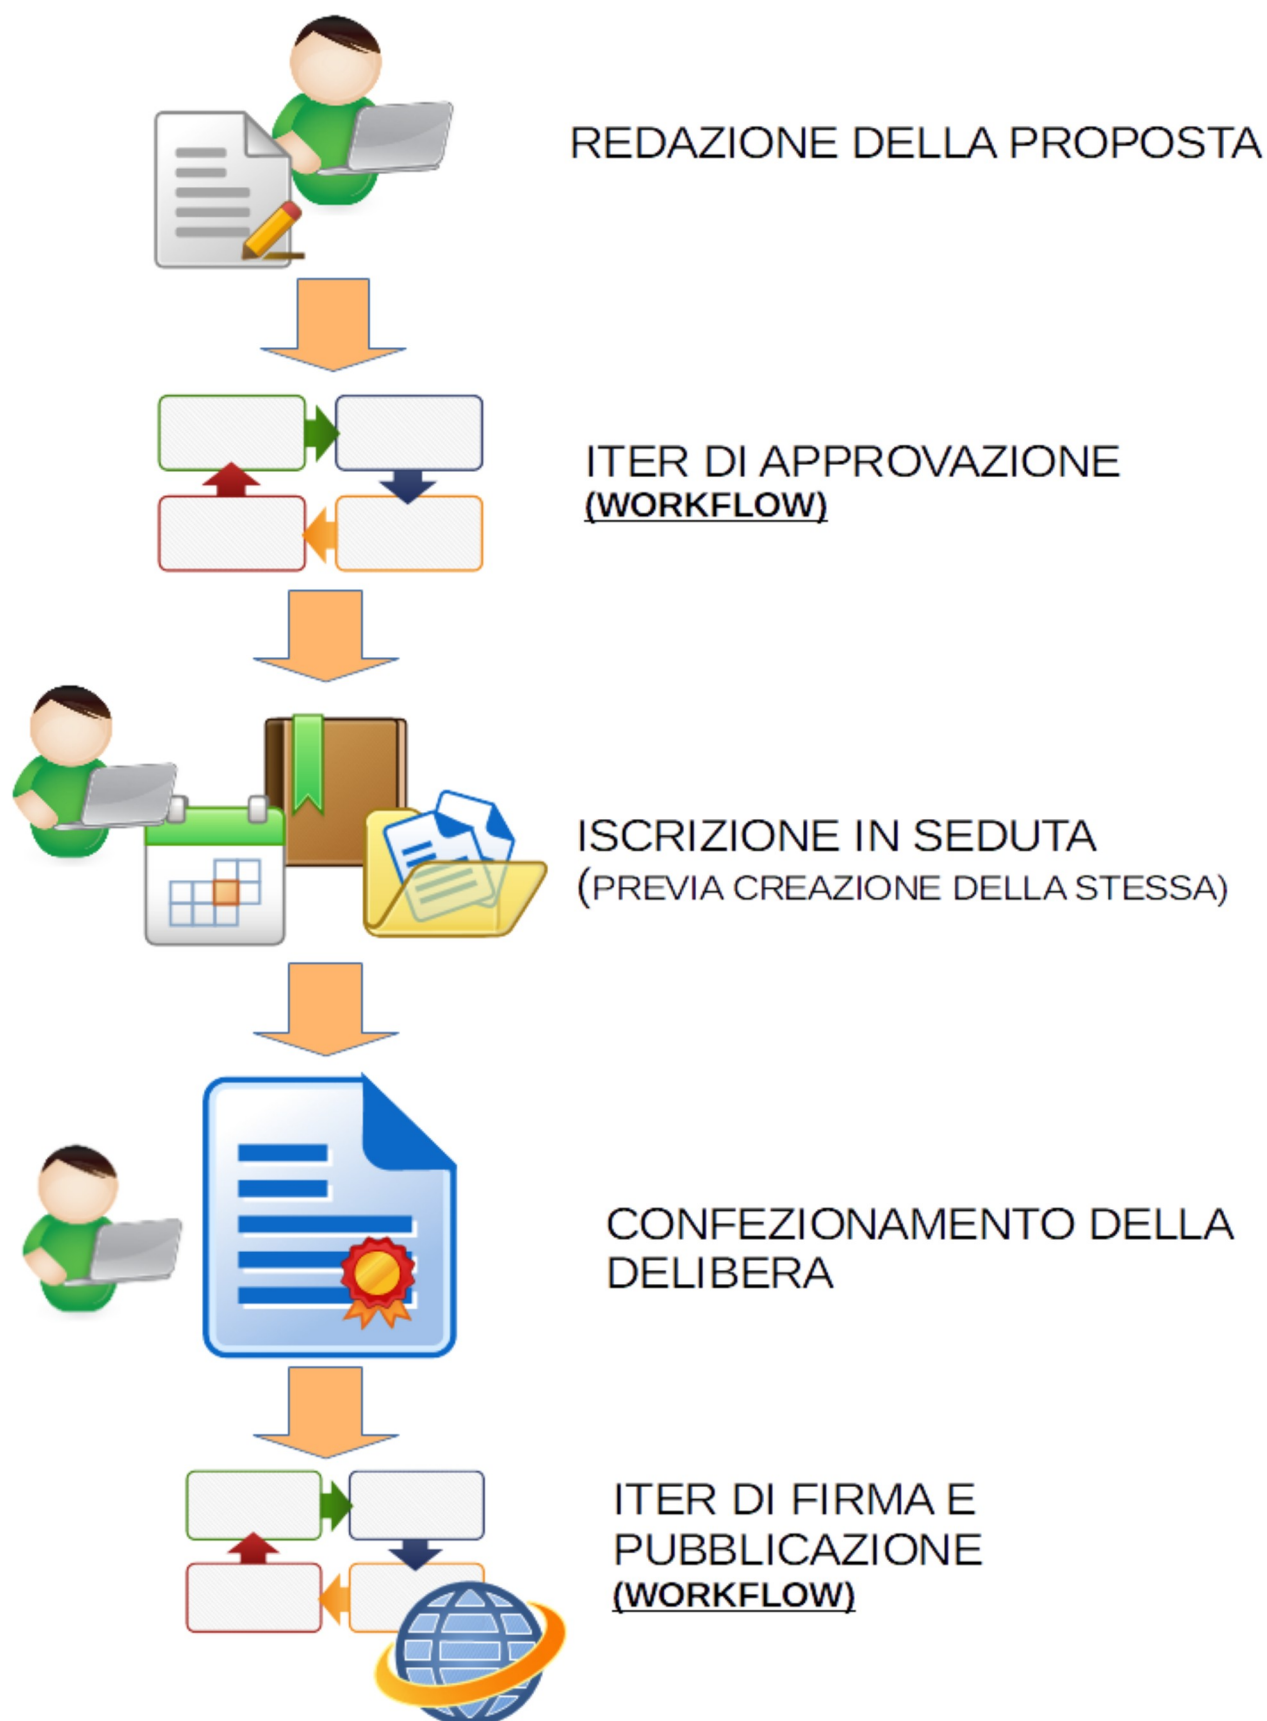 REDAZIONE DELLA PROPOSTA
ITER DI APPROVAZIONE
(WORKFLOW)
ISCRIZIONE IN SEDUTA
(PREVIA CREAZIONE DELLA STESSA)
CONFEZIONAMENTO DELLA
DELIBERA
ITER DI FIRMA E
PUBBLICAZIONE
(WORKFLOW)